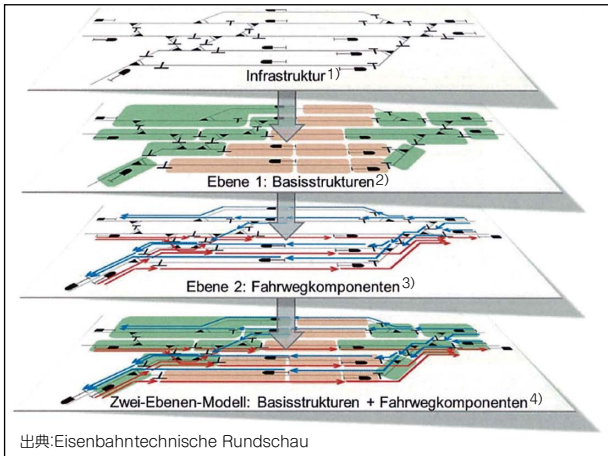 Infrastruktur1)
Ebene 1: Basisstrukturen2)
Ebene 2: Fahrwegkomponenten3)
Zwei-Ebenen-Modell: Basisstrukturen + Fahrwegkomponenten4)
出典:Eisenbahntechnische Rundschau